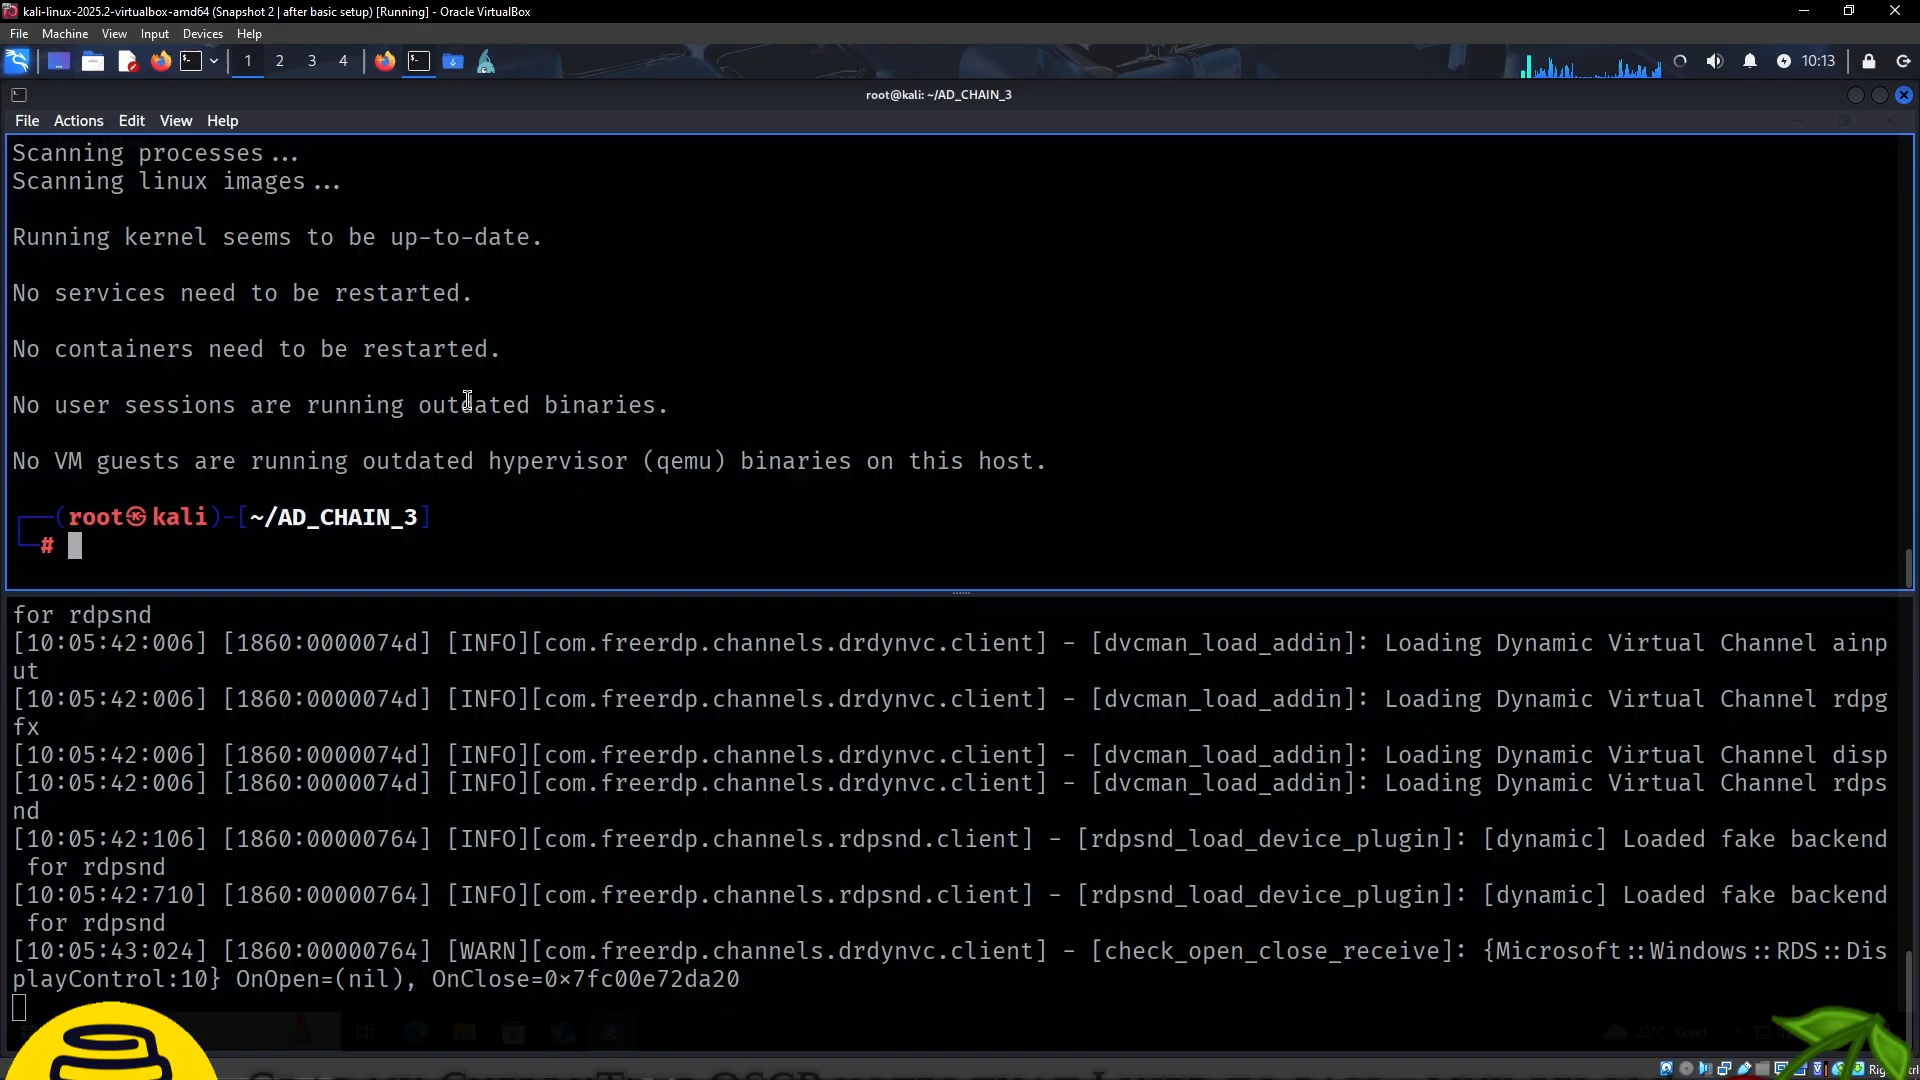 kali-linux-2025.2-virtualbox-amd64 (Snapshot 2 | after basic setup) [Running] - Oracle VirtualBox
File Machine View Input Devices Help
1 2 3 4 10:13
root@kali: ~/AD_CHAIN_3
File Actions Edit View Help
Scanning processes...
Scanning linux images...
Running kernel seems to be up-to-date.
No services need to be restarted.
No containers need to be restarted.
No user sessions are running outdated binaries.
No VM guests are running outdated hypervisor (qemu) binaries on this host.
┌──(root㉿kali)-[~/AD_CHAIN_3]
└─#
for rdpsnd
[10:05:42:006] [1860:0000074d] [INFO][com.freerdp.channels.drdynvc.client] - [dvcman_load_addin]: Loading Dynamic Virtual Channel ainp
ut
[10:05:42:006] [1860:0000074d] [INFO][com.freerdp.channels.drdynvc.client] - [dvcman_load_addin]: Loading Dynamic Virtual Channel rdpg
fx
[10:05:42:006] [1860:0000074d] [INFO][com.freerdp.channels.drdynvc.client] - [dvcman_load_addin]: Loading Dynamic Virtual Channel disp
[10:05:42:006] [1860:0000074d] [INFO][com.freerdp.channels.drdynvc.client] - [dvcman_load_addin]: Loading Dynamic Virtual Channel rdps
nd
[10:05:42:106] [1860:00000764] [INFO][com.freerdp.channels.rdpsnd.client] - [rdpsnd_load_device_plugin]: [dynamic] Loaded fake backend
for rdpsnd
[10:05:42:710] [1860:00000764] [INFO][com.freerdp.channels.rdpsnd.client] - [rdpsnd_load_device_plugin]: [dynamic] Loaded fake backend
for rdpsnd
[10:05:43:024] [1860:00000764] [WARN][com.freerdp.channels.drdynvc.client] - [check_open_close_receive]: {Microsoft::Windows::RDS::Dis
playControl:10} OnOpen=(nil), OnClose=0x7fc00e72da20
22°C Skyet